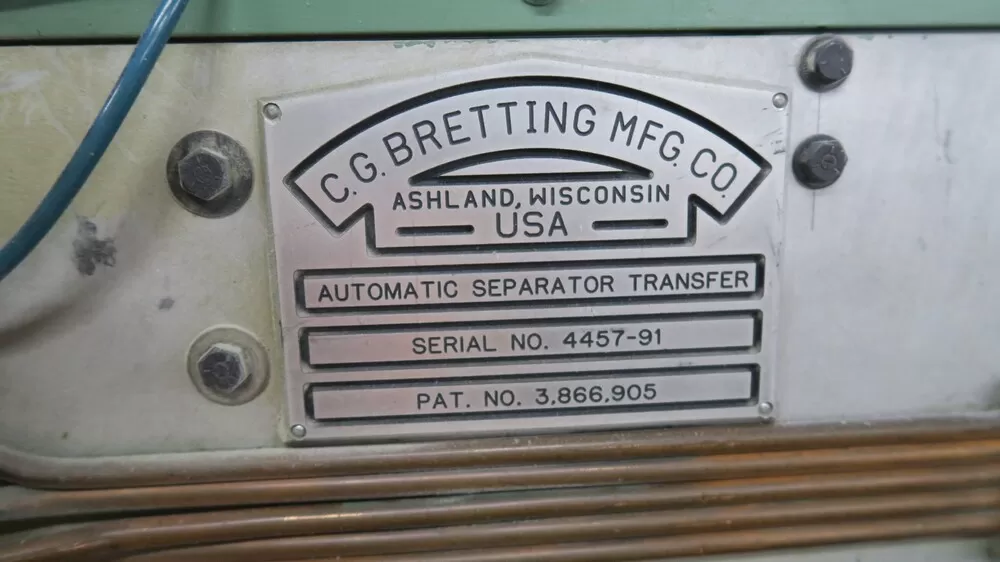 C.G. BRETTING MFG. CO.
ASHLAND, WISCONSIN
USA
AUTOMATIC SEPARATOR TRANSFER
SERIAL NO. 4457-91
PAT. NO. 3,866,905